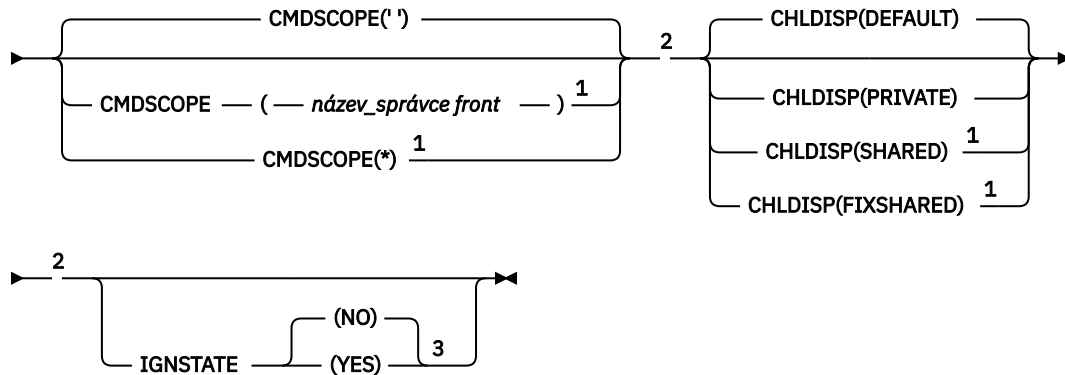 CMDSCOPE(' ') 2 CHLDISP(DEFAULT)
CMDSCOPE ( název_správce front ) 1 CHLDISP(PRIVATE)
CMDSCOPE(*) 1 CHLDISP(SHARED) 1
CHLDISP(FIXSHARED) 1
2
(NO)
IGNSTATE (YES) 3